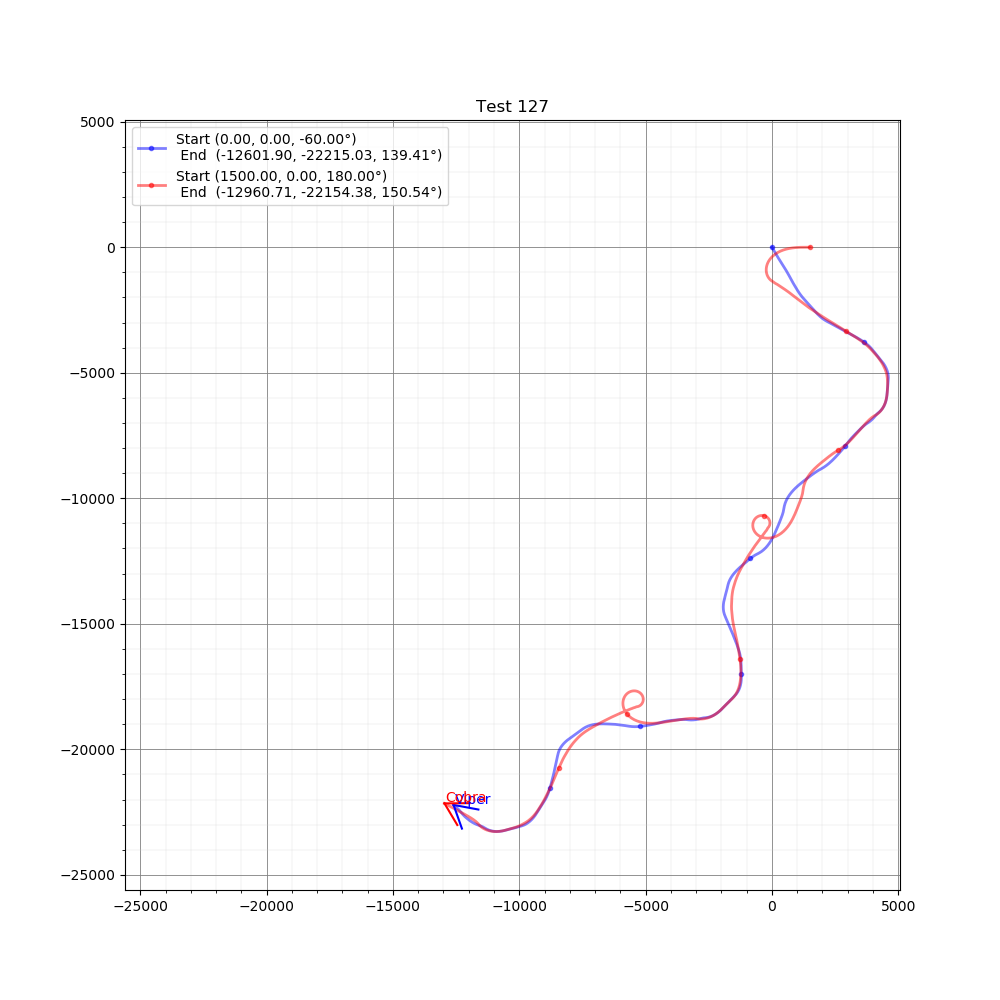 Test 127
Start (0.00, 0.00, -60.00°)
End  (-12601.90, -22215.03, 139.41°)
Start (1500.00, 0.00, 180.00°)
End  (-12960.71, -22154.38, 150.54°)
5000
0
−5000
−10000
−15000
−20000
−25000
Cobra
Viper
−25000 −20000 −15000 −10000 −5000 0 5000